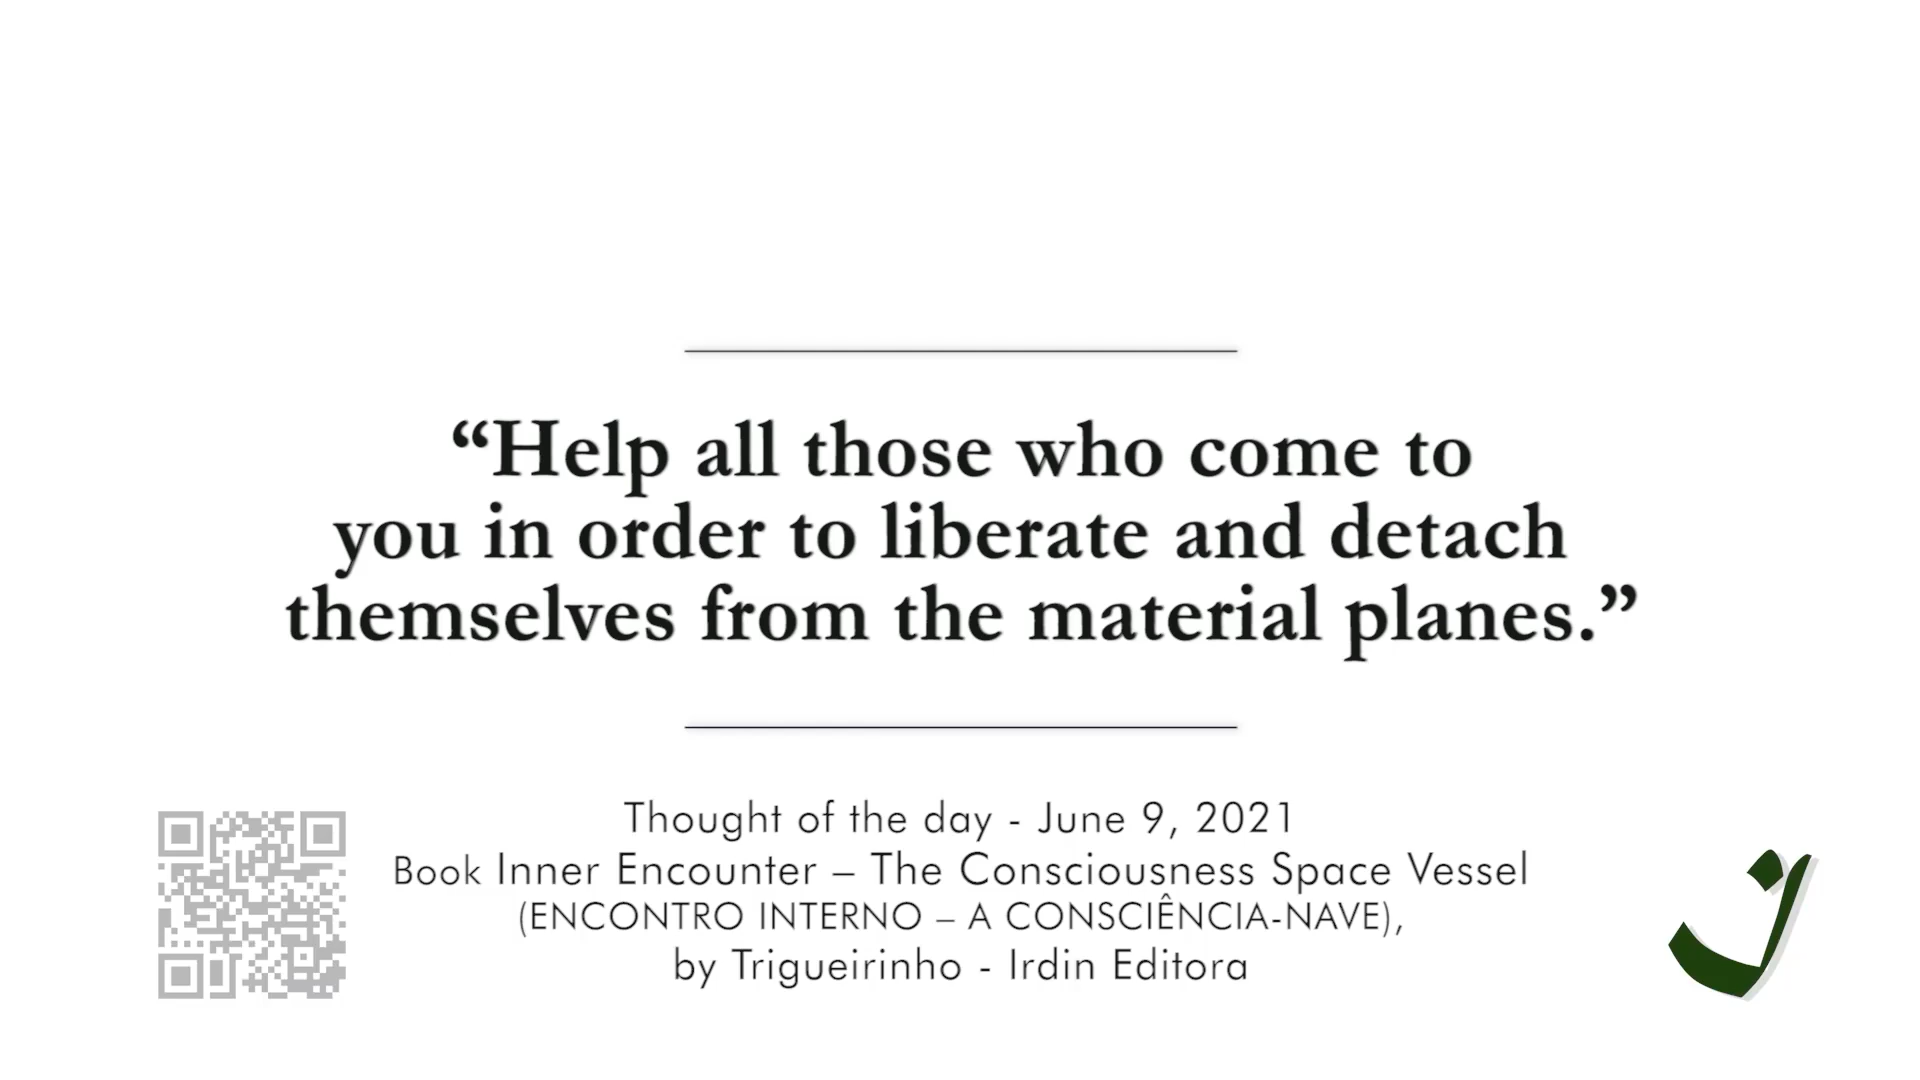 “Help all those who come to
you in order to liberate and detach
themselves from the material planes.”
Thought of the day - June 9, 2021
Book Inner Encounter – The Consciousness Space Vessel
(ENCONTRO INTERNO – A CONSCIÊNCIA-NAVE),
by Trigueirinho - Irdin Editora